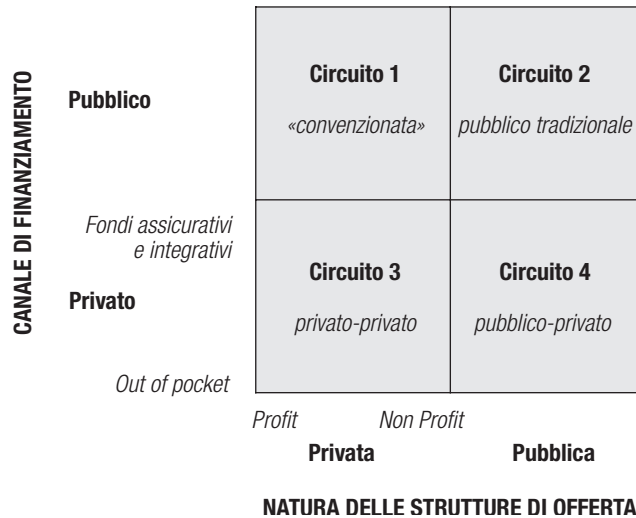 CANALE DI FINANZIAMENTO
Pubblico
Circuito 1
«convenzionata»
Circuito 2
pubblico tradizionale
Fondi assicurativi
e integrativi
Privato
Circuito 3
privato-privato
Circuito 4
pubblico-privato
Out of pocket
Profit
Non Profit
Privata
Pubblica
NATURA DELLE STRUTTURE DI OFFERTA